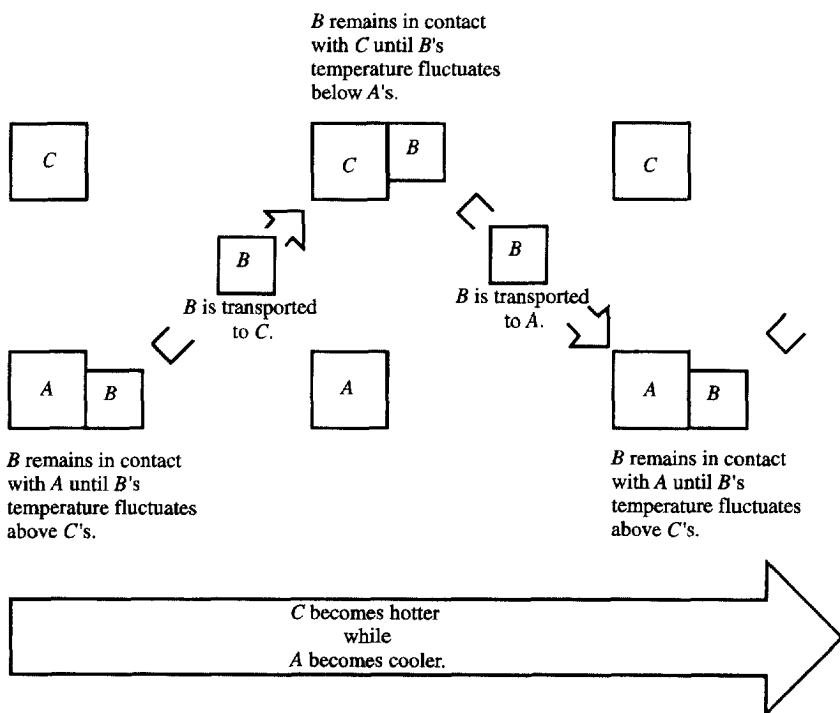 B remains in contact
with C until B's
temperature fluctuates
below A's.
C
C
B
C
B
B is transported
to C.
B
B is transported
to A.
A
B
A
A
B
B remains in contact
with A until B's
temperature fluctuates
above C's.
B remains in contact
with A until B's
temperature fluctuates
above C's.
C becomes hotter
while
A becomes cooler.